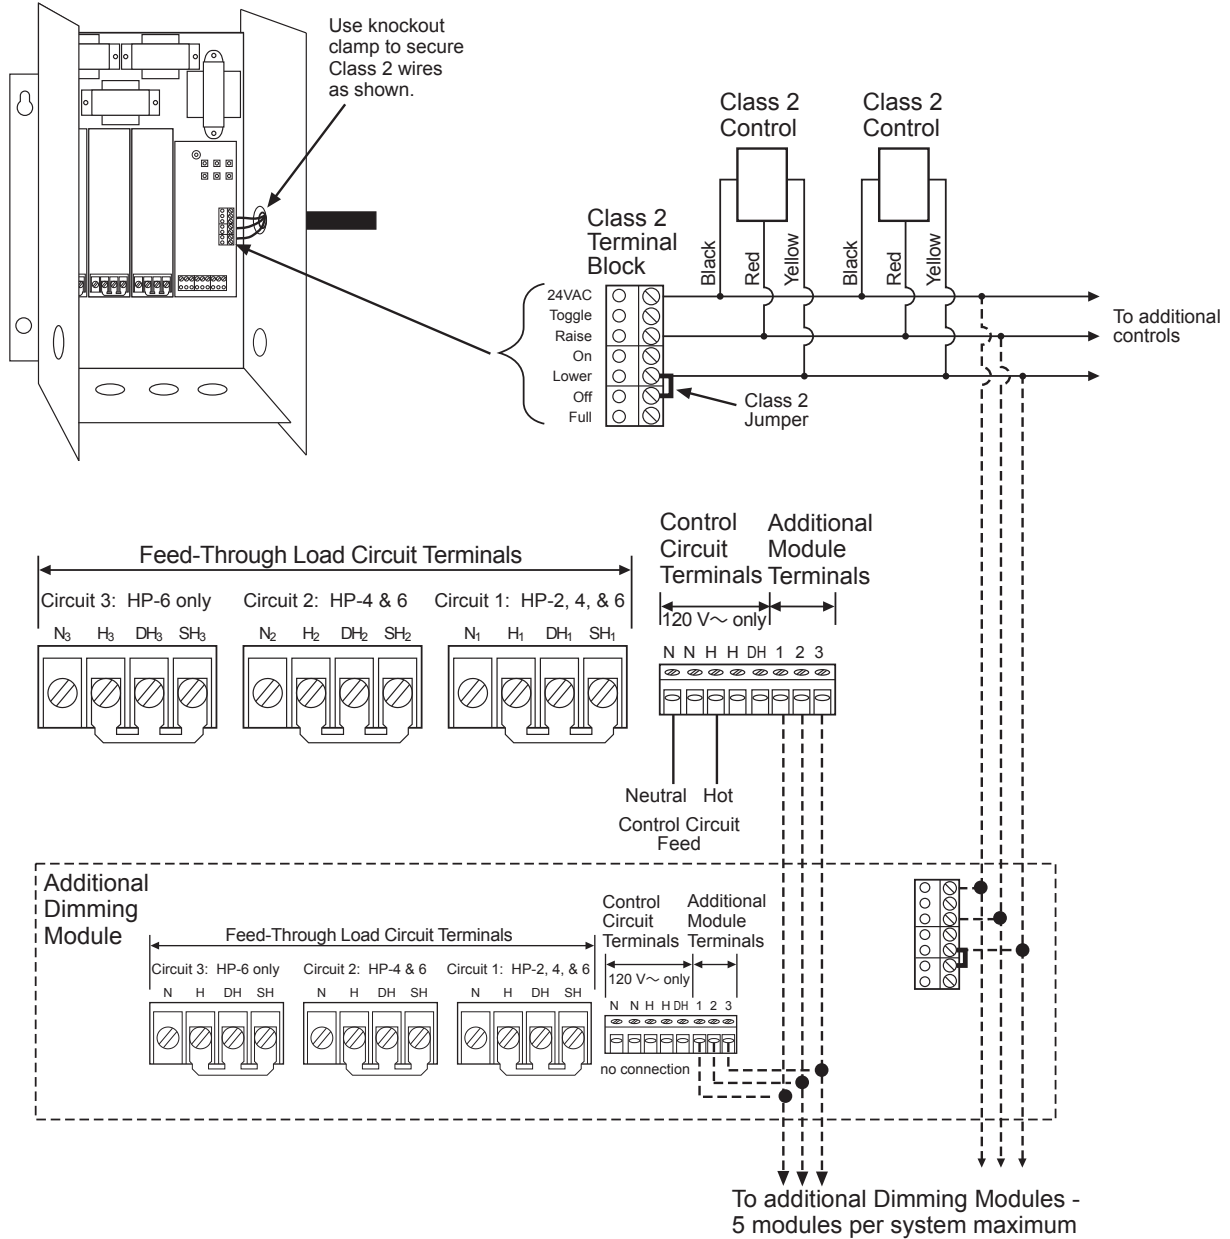 Use knockout
clamp to secure
Class 2 wires
as shown.
Class 2
Control
Class 2
Control
Class 2
Terminal
Block
Black
Red
Yellow
Black
Red
Yellow
24VAC
Toggle
Raise
On
Lower
Off
Full
To additional
controls
Class 2
Jumper
Control
Circuit
Terminals
Additional
Module
Terminals
Feed-Through Load Circuit Terminals
120 V～ only
Circuit 3: HP-6 only
Circuit 2: HP-4 & 6
Circuit 1: HP-2, 4, & 6
N3 H3 DH3 SH3
N2 H2 DH2 SH2
N1 H1 DH1 SH1
N N H H DH 1 2 3
Neutral Hot
Control Circuit
Feed
Additional
Dimming
Module
Control
Circuit
Terminals
Additional
Module
Terminals
Feed-Through Load Circuit Terminals
120 V～ only
Circuit 3: HP-6 only
Circuit 2: HP-4 & 6
Circuit 1: HP-2, 4, & 6
N H DH SH
N H DH SH
N H DH SH
N N H H DH 1 2 3
no connection
To additional Dimming Modules -
5 modules per system maximum